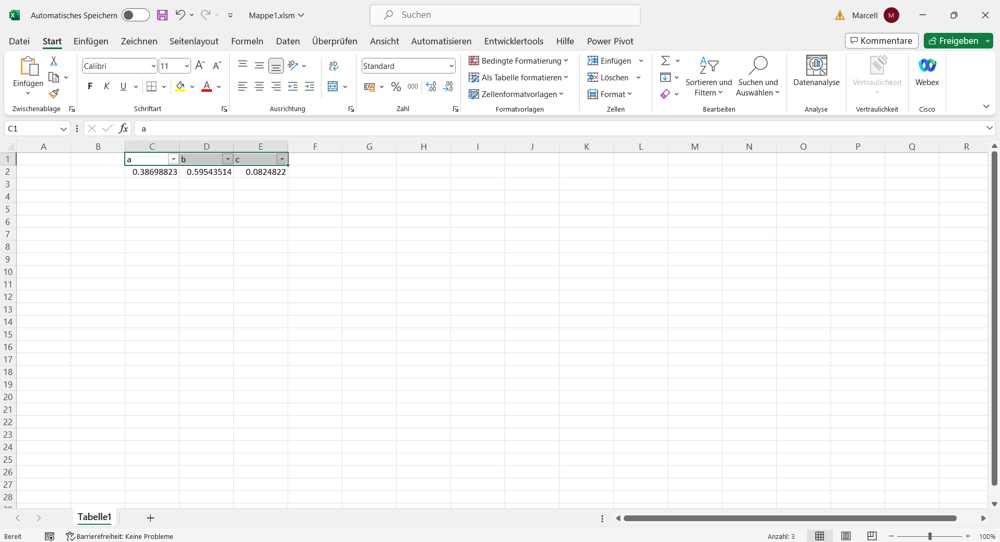 Automatisches Speichern Mappe1.xlsm Suchen Marcell M
Datei Start Einfügen Zeichnen Seitenlayout Formeln Daten Überprüfen Ansicht Automatisieren Entwicklertools Hilfe Power Pivot Kommentare Freigeben
Einfügen
Zwischenablage
Calibri 11
F K U
Schriftart
Ausrichtung
Standard
% 000
Zahl
Bedingte Formatierung
Als Tabelle formatieren
Zellenformatvorlagen
Formatvorlagen
Einfügen
Löschen
Format
Zellen
Sortieren und
Filtern
Suchen und
Auswählen
Bearbeiten
Datenanalyse
Analyse
Vertraulichkeit
Vertraulichkeit
Webex
Cisco
C1 fx a
A B C D E F G H I J K L M N O P Q R
1 a b c
2 0.38698823 0.59543514 0.0824822
3
4
5
6
7
8
9
10
11
12
13
14
15
16
17
18
19
20
21
22
23
24
25
26
27
28
Tabelle1
Bereit Barrierefreiheit: Keine Probleme Anzahl: 3 100%